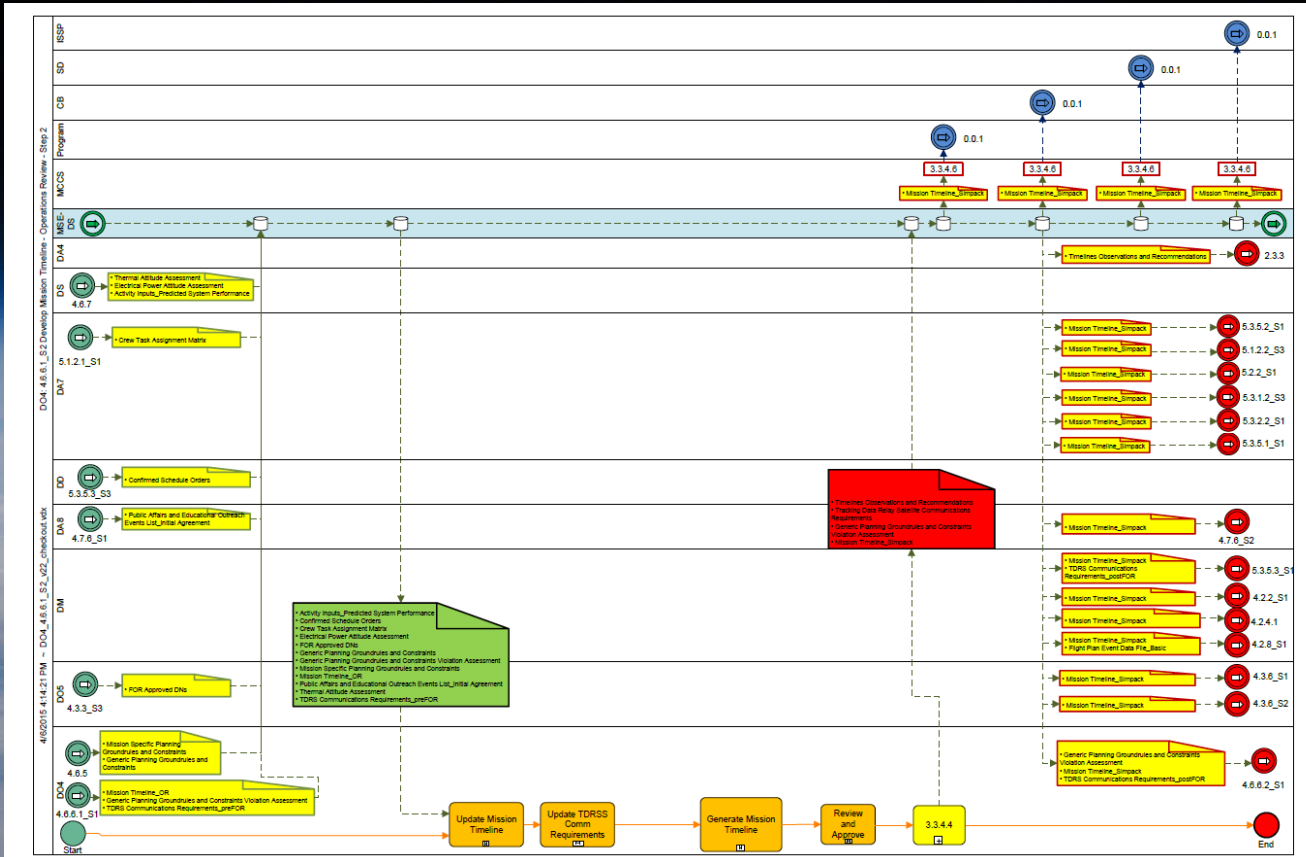 4/6/2015 4:14:21 PM ~ DO4_4.6.6.1_S2_v22_checkout.vdx
DO4: 4.6.6.1_S2 Develop Mission Timeline - Operations Review - Step 2
ISSP
0.0.1
SD
0.0.1
CB
0.0.1
Program
0.0.1
MCCS
3.3.4.6
3.3.4.6
3.3.4.6
3.3.4.6
• Mission Timeline_Simpack
• Mission Timeline_Simpack
• Mission Timeline_Simpack
• Mission Timeline_Simpack
MSE-
DS
DA4
• Timelines Observations and Recommendations
2.3.3
DS
• Thermal Attitude Assessment
• Electrical Power Attitude Assessment
• Activity Inputs_Predicted System Performance
4.6.7
DA7
• Crew Task Assignment Matrix
5.1.2.1_S1
• Mission Timeline_Simpack
5.3.5.2_S1
• Mission Timeline_Simpack
5.1.2.2_S3
• Mission Timeline_Simpack
5.2.2_S1
• Mission Timeline_Simpack
5.3.1.2_S3
• Mission Timeline_Simpack
5.3.2.2_S1
• Mission Timeline_Simpack
5.3.5.1_S1
DD
• Confirmed Schedule Orders
5.3.5.3_S3
DA8
• Public Affairs and Educational Outreach
Events List_Initial Agreement
4.7.6_S1
• Timelines Observations and Recommendations
• Tracking Data Relay Satellite Communications
Requirements
• Generic Planning Groundrules and Constraints
Violation Assessment
• Mission Timeline_Simpack
• Mission Timeline_Simpack
4.7.6_S2
DM
• Activity Inputs_Predicted System Performance
• Confirmed Schedule Orders
• Crew Task Assignment Matrix
• Electrical Power Attitude Assessment
• FOR Approved DNs
• Generic Planning Groundrules and Constraints
• Generic Planning Groundrules and Constraints Violation Assessment
• Mission Specific Planning Groundrules and Constraints
• Mission Timeline_OR
• Public Affairs and Educational Outreach Events List_Initial Agreement
• Thermal Attitude Assessment
• TDRS Communications Requirements_preFOR
• Mission Timeline_Simpack
• TDRS Communications
Requirements_postFOR
5.3.5.3_S1
• Mission Timeline_Simpack
4.2.2_S1
• Mission Timeline_Simpack
4.2.4.1
• Mission Timeline_Simpack
• Flight Plan Event Data File_Basic
4.2.8_S1
DO5
• FOR Approved DNs
4.3.3_S3
• Mission Timeline_Simpack
4.3.6_S1
• Mission Timeline_Simpack
4.3.6_S2
DO4
• Mission Specific Planning
Groundrules and Constraints
• Generic Planning Groundrules and
Constraints
4.6.5
• Mission Timeline_OR
• Generic Planning Groundrules and Constraints Violation Assessment
• TDRS Communications Requirements_preFOR
4.6.6.1_S1
• Generic Planning Groundrules and Constraints
Violation Assessment
• Mission Timeline_Simpack
• TDRS Communications Requirements_postFOR
4.6.6.2_S1
Start
Update Mission
Timeline
Update TDRSS
Comm
Requirements
Generate Mission
Timeline
Review
and
Approve
3.3.4.4
End